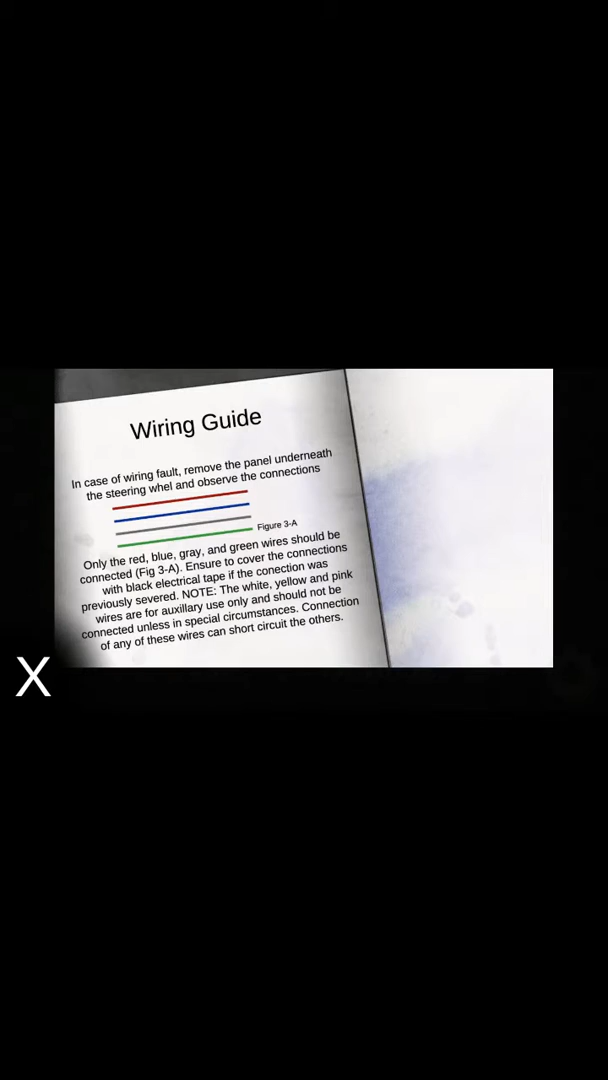 Wiring Guide
In case of wiring fault, remove the panel underneath
the steering whel and observe the connections
Figure 3-A
Only the red, blue, gray, and green wires should be
connected (Fig 3-A). Ensure to cover the connections
with black electrical tape if the conection was
previously severed. NOTE: The white, yellow and pink
wires are for auxillary use only and should not be
connected unless in special circumstances. Connection
of any of these wires can short circuit the others.
X